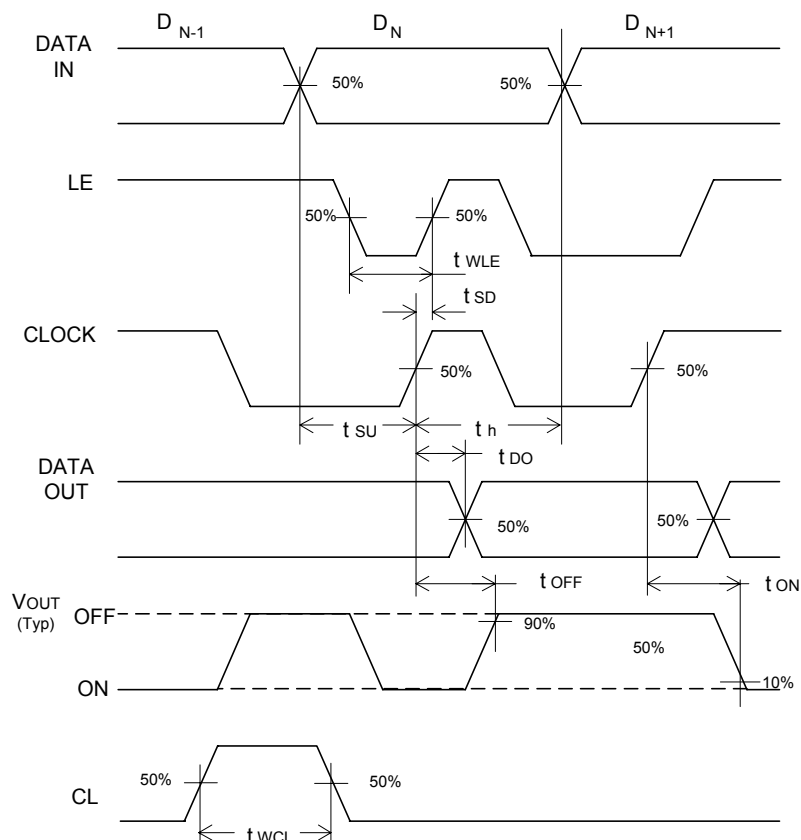 D N-1 D N D N+1
DATA IN
50% 50%
LE
50% 50%
t WLE
t SD
CLOCK
50% 50%
t SU t h
t DO
DATA OUT
50% 50%
t OFF t ON
VOUT (Typ) OFF
90%
50%
ON
10%
50% 50%
CL
t WCL